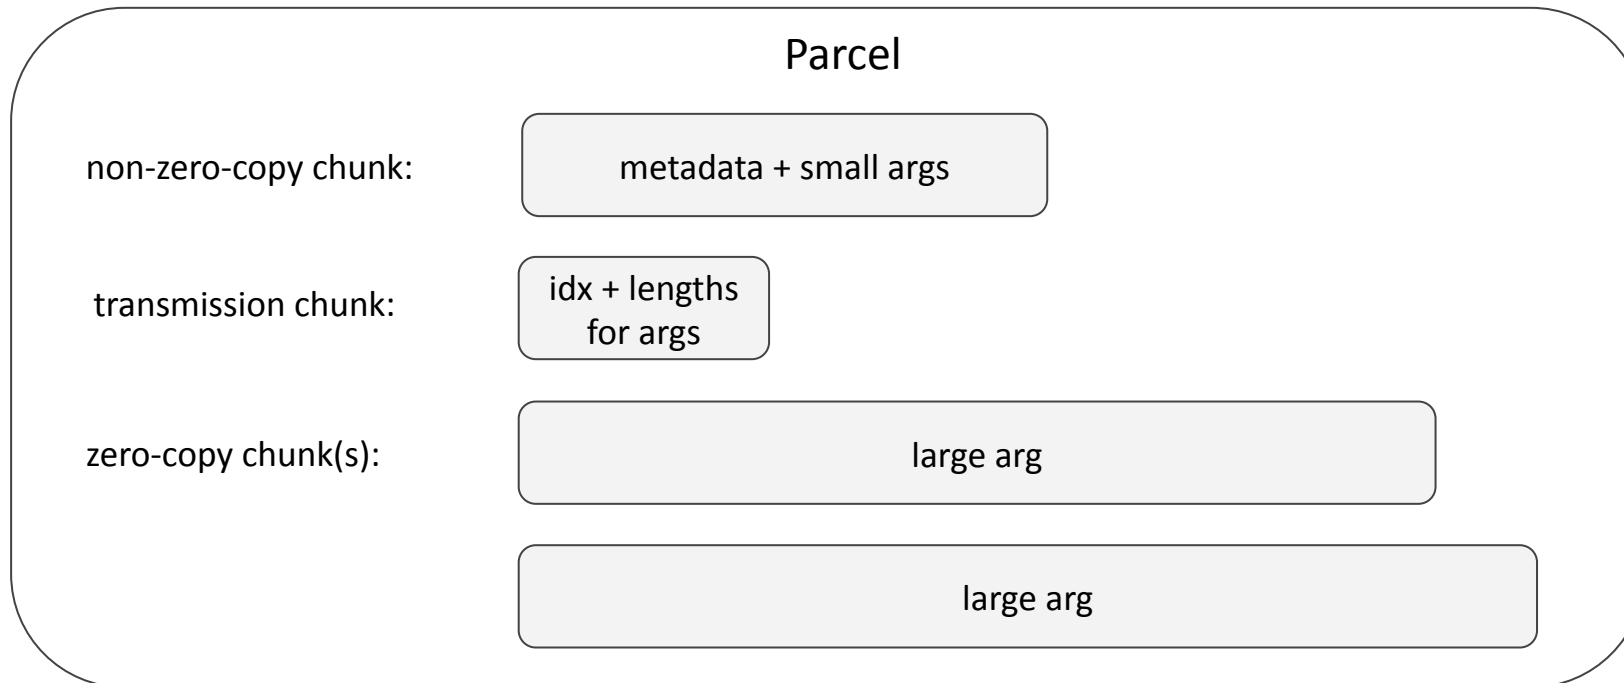 Parcel
non-zero-copy chunk:
metadata + small args
transmission chunk:
idx + lengths
for args
zero-copy chunk(s):
large arg
large arg